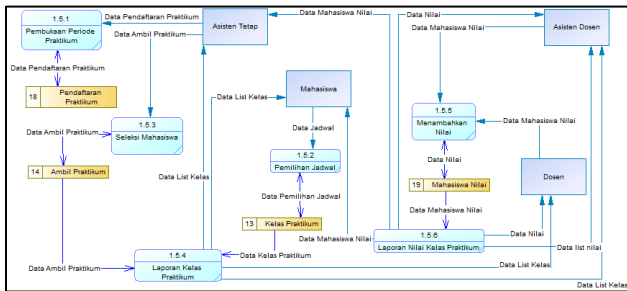 1.5.1
Pembukaan Periode
Praktikum
Data Pendaftaran Praktikum
Data Ambil Praktikum
Asisten Tetap
Data Mahasiswa Nilai
Data Nilai
Data Mahasiswa Nilai
Asisten Dosen
Data Pendaftaran Praktikum
18
Pendaftaran
Praktikum
Data List Kelas
Mahasiswa
1.5.3
Seleksi Mahasiswa
Data Ambil Praktikum
Data Jadwal
1.5.5
Menambahkan
Nilai
Data Mahasiswa Nilai
1.5.2
Pemilihan Jadwal
Data Nilai
14
Ambil Praktikum
Data List Kelas
Dosen
19
Mahasiswa Nilai
Data Pemilihan Jadwal
Data Mahasiswa Nilai
13
Kelas Praktikum
Data Mahasiswa Nilai
1.5.6
Laporan Nilai Kelas Praktikum
Data Nilai
Data list nilai
1.5.4
Laporan Kelas
Praktikum
Data Kelas Praktikum
Data Ambil Praktikum
Data List Kelas
Data List Kelas